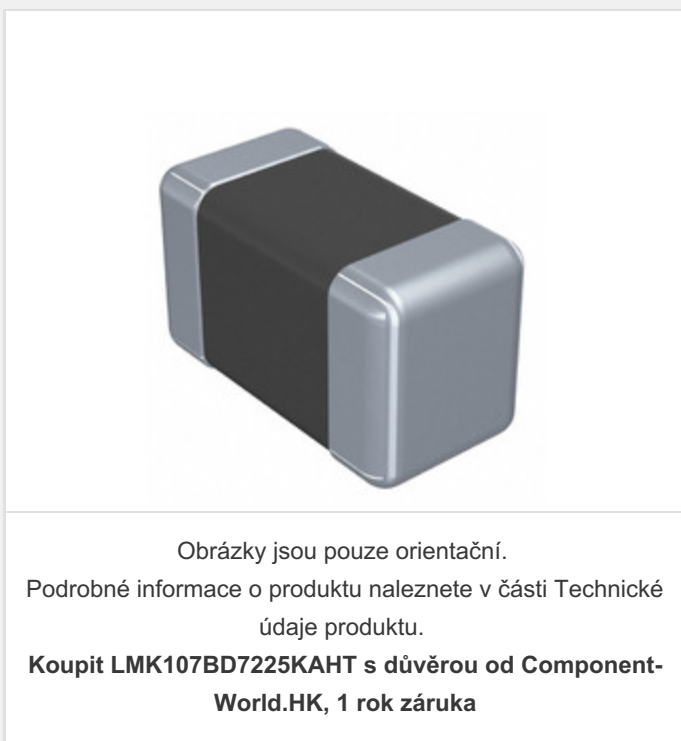 Obrázky jsou pouze orientační.
Podrobné informace o produktu naleznete v části Technické
údaje produktu.
Koupit LMK107BD7225KAHT s důvěrou od Component-
World.HK, 1 rok záruka